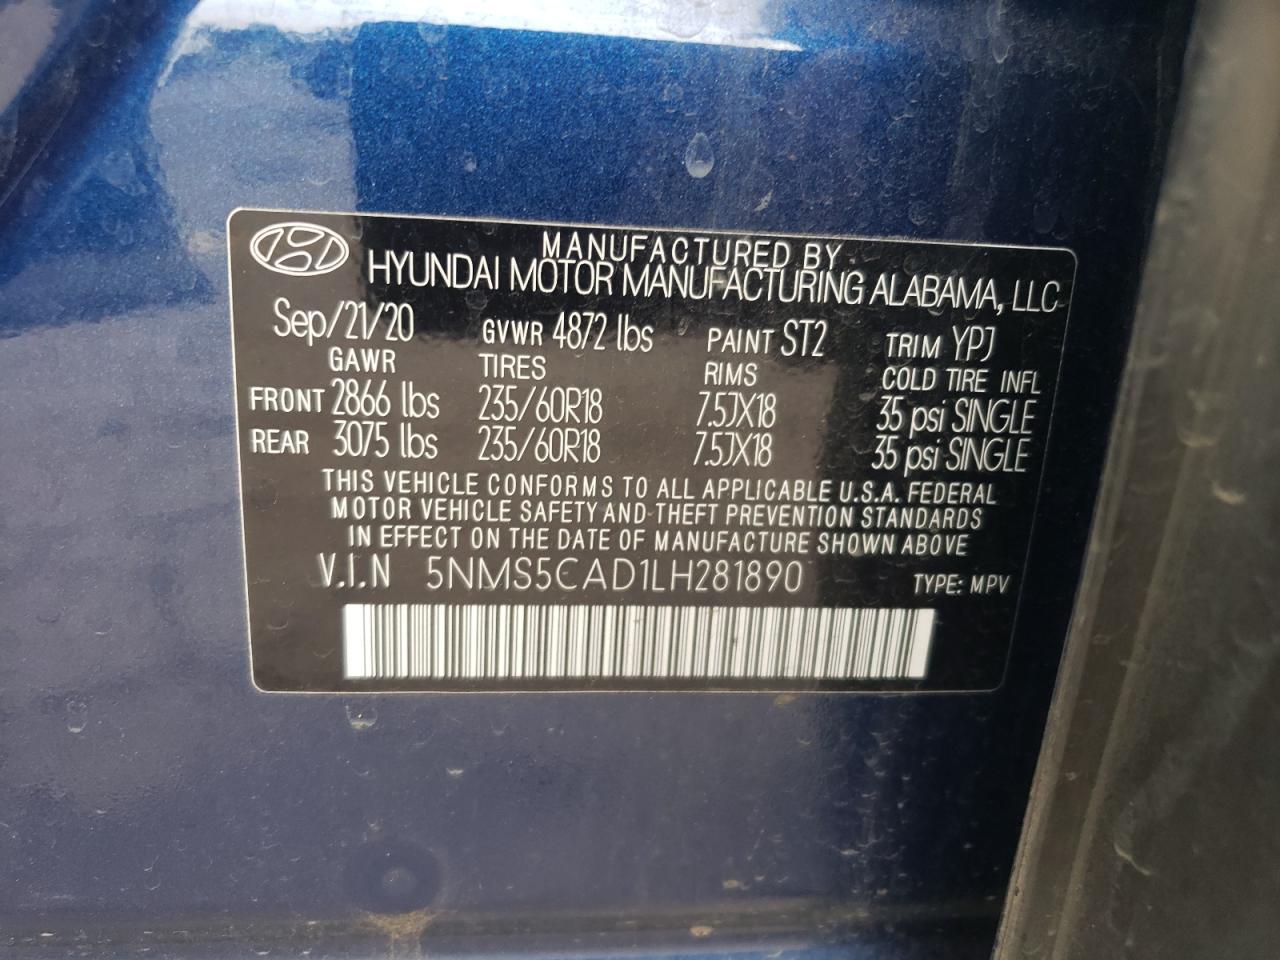 MANUFACTURED BY
HYUNDAI MOTOR MANUFACTURING ALABAMA, LLC
Sep/21/20 GVWR 4872 lbs PAINT ST2 TRIM YPJ
GAWR TIRES RIMS COLD TIRE INFL
FRONT 2866 lbs 235/60R18 7.5JX18 35 psi SINGLE
REAR 3075 lbs 235/60R18 7.5JX18 35 psi SINGLE
THIS VEHICLE CONFORMS TO ALL APPLICABLE U.S.A. FEDERAL
MOTOR VEHICLE SAFETY AND THEFT PREVENTION STANDARDS
IN EFFECT ON THE DATE OF MANUFACTURE SHOWN ABOVE
V.I.N 5NMS5CAD1LH281890 TYPE: MPV